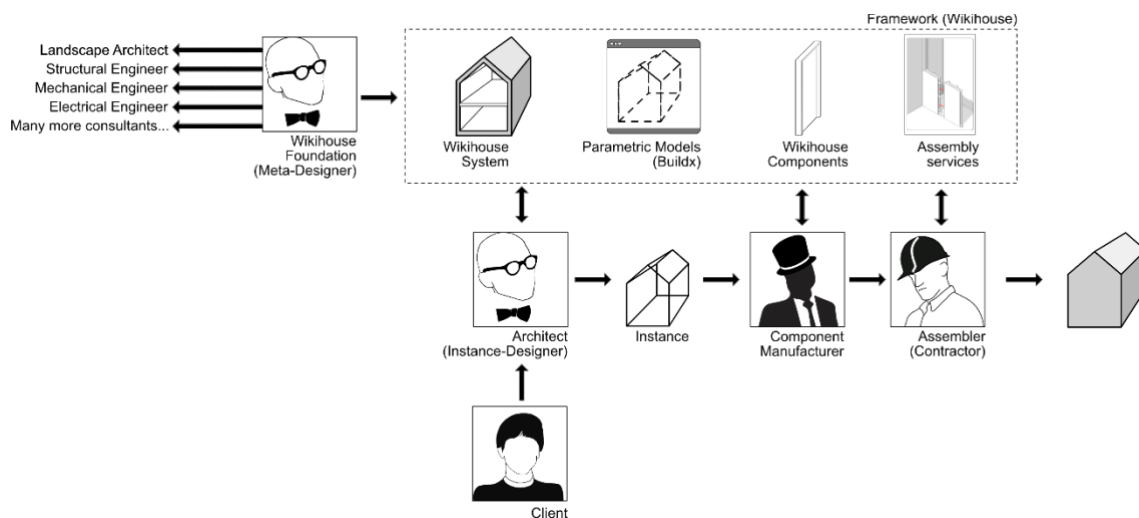 Framework (Wikihouse)
Landscape Architect
Structural Engineer
Mechanical Engineer
Electrical Engineer
Many more consultants...
Wikihouse
Foundation
(Meta-Designer)
Wikihouse
System
Parametric Models
(Buildx)
Wikihouse
Components
Assembly
services
Architect
(Instance-Designer)
Instance
Component
Manufacturer
Assembler
(Contractor)
Client